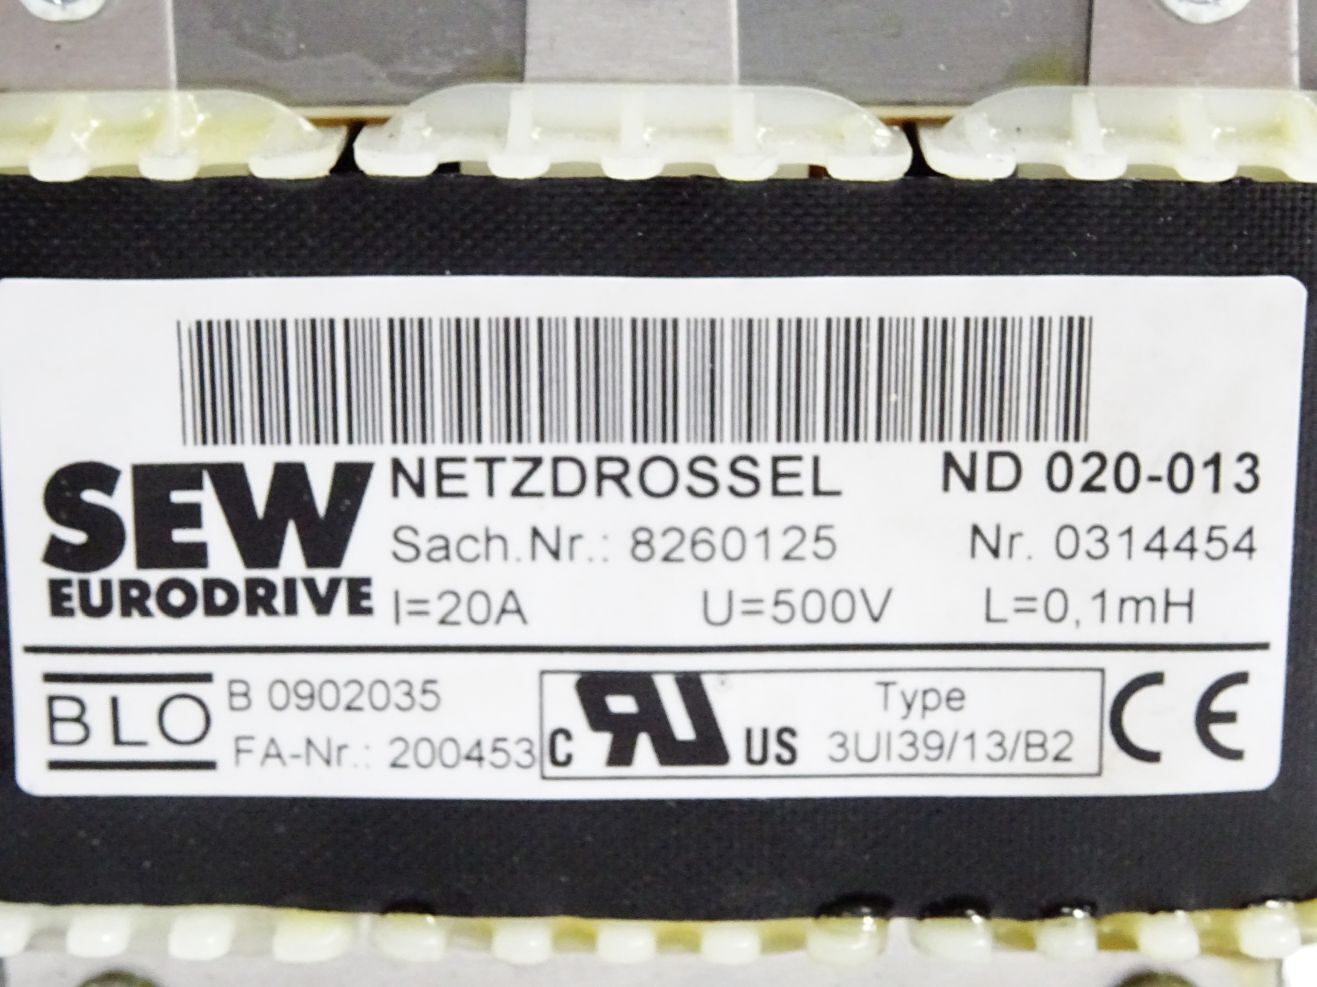 SEW
EURODRIVE
NETZDROSSEL ND 020-013
Sach.Nr.: 8260125 Nr. 0314454
I=20A U=500V L=0,1mH
BLO
B 0902035
FA-Nr.: 200453
C RU US
Type
3UI39/13/B2
CE